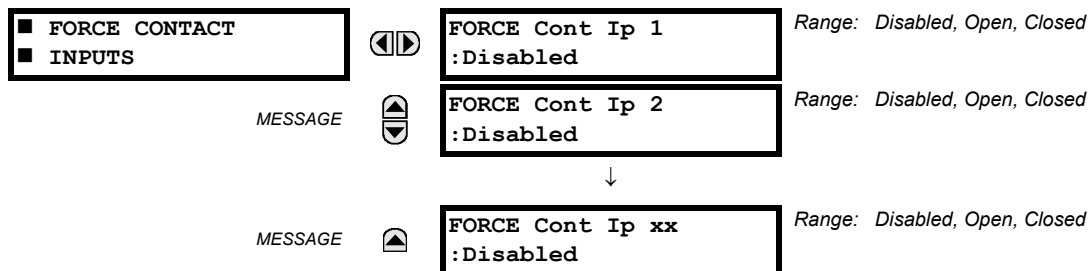 ■ FORCE CONTACT
■ INPUTS
FORCE Cont Ip 1
:Disabled
Range: Disabled, Open, Closed
MESSAGE
FORCE Cont Ip 2
:Disabled
Range: Disabled, Open, Closed
↓
MESSAGE
FORCE Cont Ip xx
:Disabled
Range: Disabled, Open, Closed